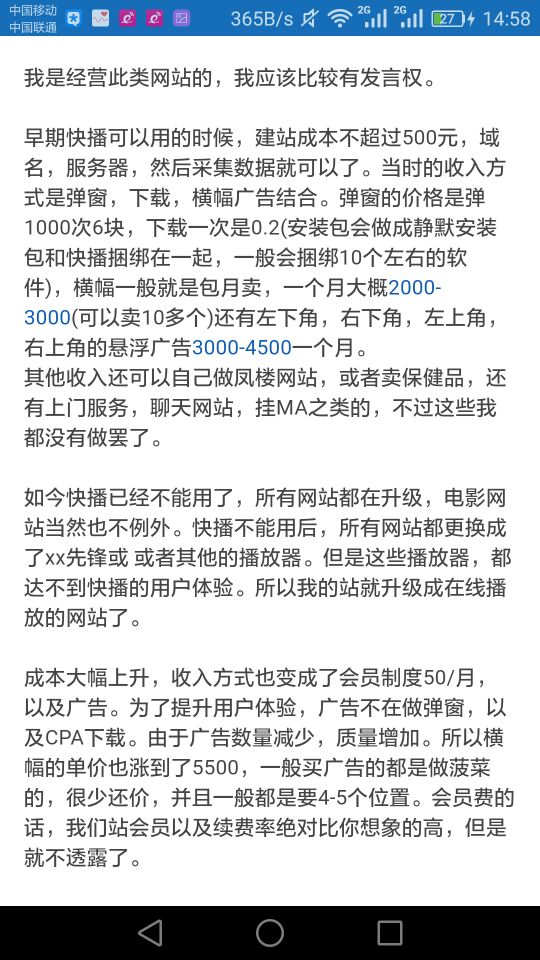 中国移动
中国联通
365B/s
2G
2G
27
14:58
我是经营此类网站的，我应该比较有发言权。
早期快播可以用的时候，建站成本不超过500元，域
名，服务器，然后采集数据就可以了。当时的收入方
式是弹窗，下载，横幅广告结合。弹窗的价格是弹
1000次6块，下载一次是0.2(安装包会做成静默安装
包和快播捆绑在一起，一般会捆绑10个左右的软
件)，横幅一般就是包月卖，一个月大概2000-
3000(可以卖10多个)还有左下角，右下角，左上角，
右上角的悬浮广告3000-4500一个月。
其他收入还可以自己做凤楼网站，或者卖保健品，还
有上门服务，聊天网站，挂MA之类的，不过这些我
都没有做罢了。
如今快播已经不能用了，所有网站都在升级，电影网
站当然也不例外。快播不能用后，所有网站都更换成
了xx先锋或 或者其他的播放器。但是这些播放器，都
达不到快播的用户体验。所以我的站就升级成在线播
放的网站了。
成本大幅上升，收入方式也变成了会员制度50/月，
以及广告。为了提升用户体验，广告不在做弹窗，以
及CPA下载。由于广告数量减少，质量增加。所以横
幅的单价也涨到了5500，一般买广告的都是做菠菜
的，很少还价，并且一般都是要4-5个位置。会员费的
话，我们站会员以及续费率绝对比你想象的高，但是
就不透露了。